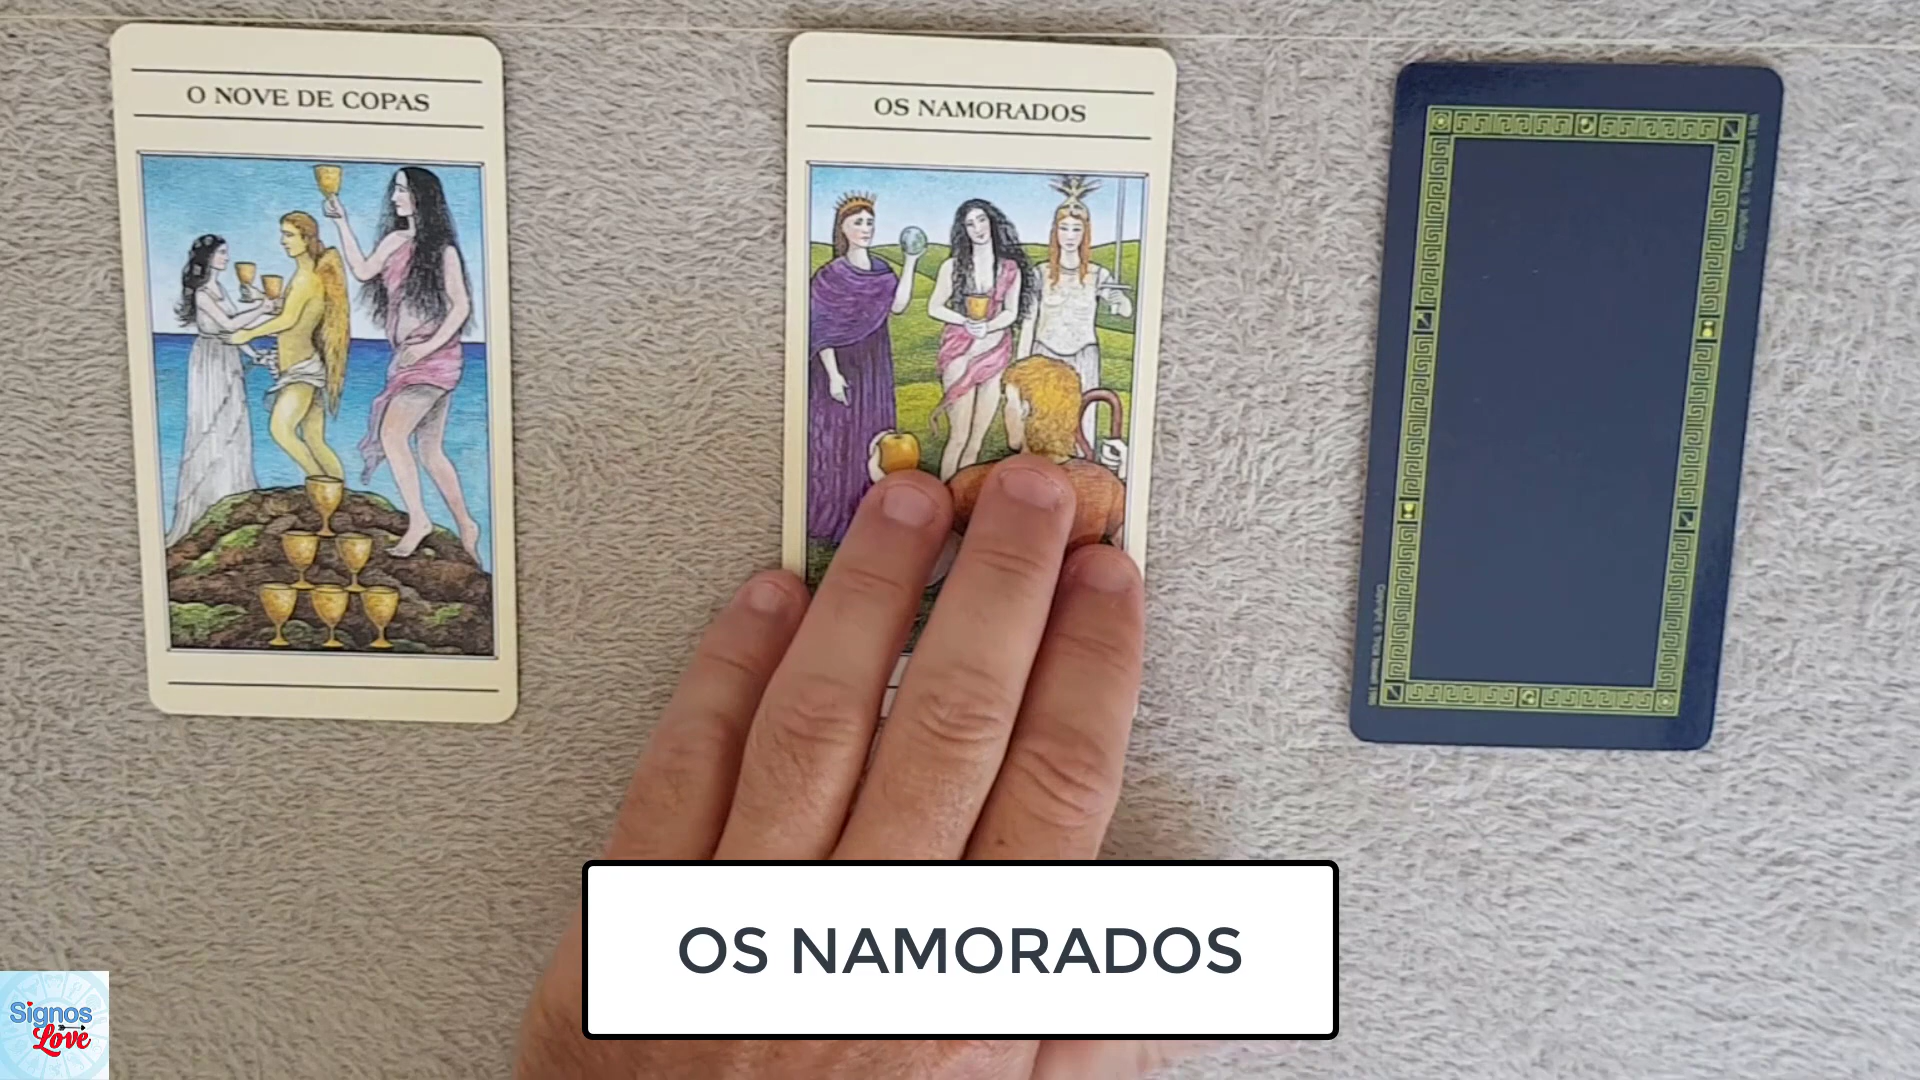 O NOVE DE COPAS
OS NAMORADOS
OS NAMORADOS
Signos
Love